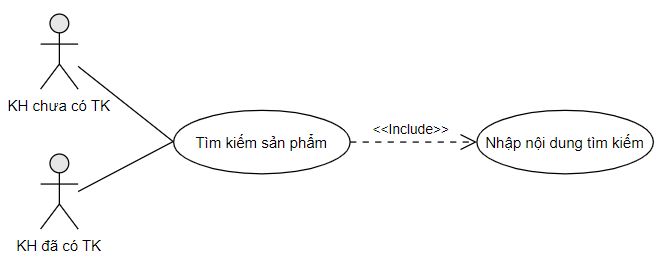 KH chưa có TK
Tìm kiếm sản phẩm
<<Include>>
Nhập nội dung tìm kiếm
KH đã có TK